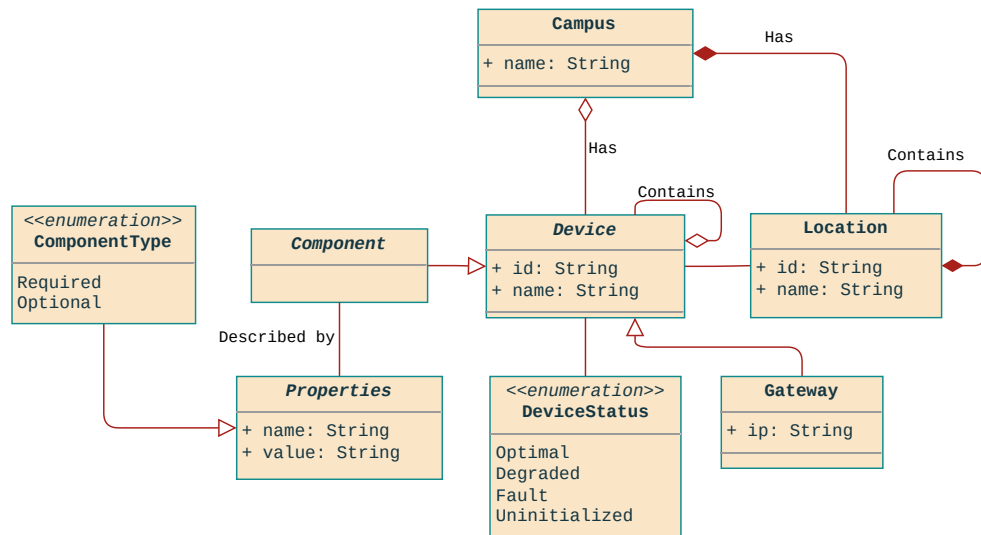 Campus
+ name: String
Has
Has
Contains
Contains
<<enumeration>>
ComponentType
Required
Optional
Component
Device
+ id: String
+ name: String
Location
+ id: String
+ name: String
Described by
Properties
+ name: String
+ value: String
<<enumeration>>
DeviceStatus
Optimal
Degraded
Fault
Uninitialized
Gateway
+ ip: String